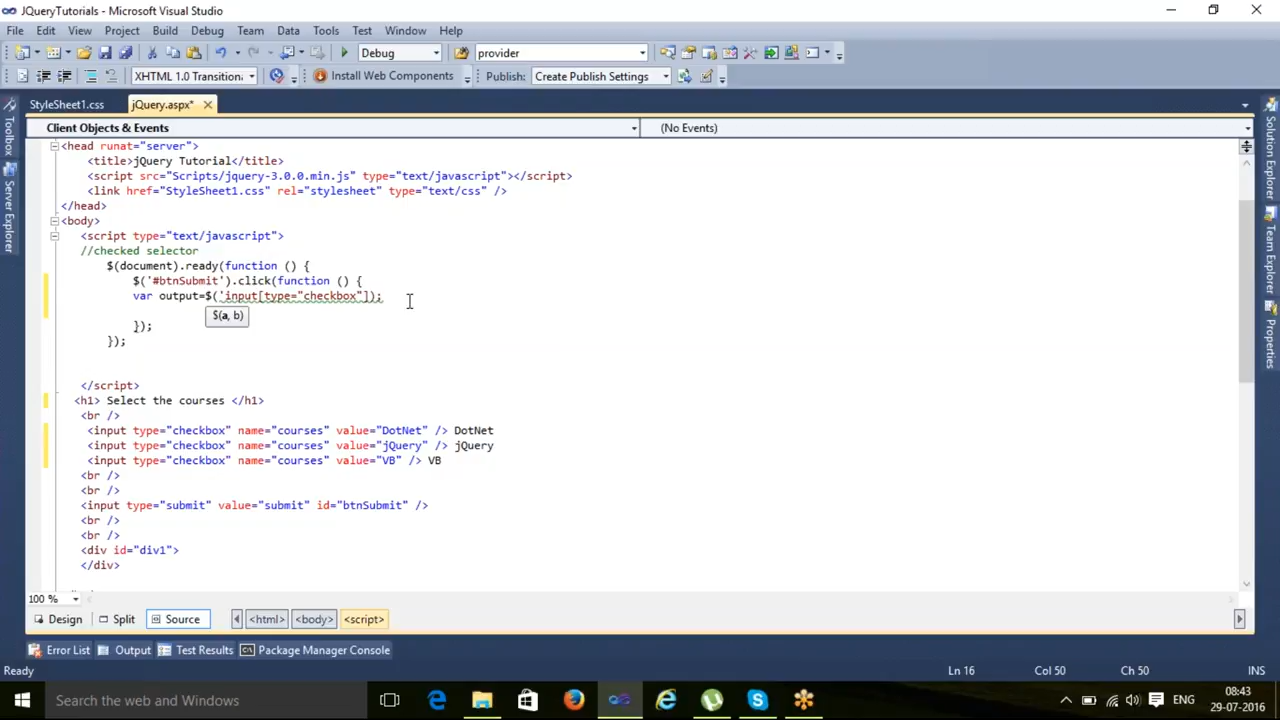 JQueryTutorials - Microsoft Visual Studio
File Edit View Project Build Debug Team Data Tools Test Window Help
Debug provider
XHTML 1.0 Transition Install Web Components Publish: Create Publish Settings
StyleSheet1.css jQuery.aspx*
Client Objects & Events (No Events)
<head runat="server">
<title>jQuery Tutorial</title>
<script src="Scripts/jquery-3.0.0.min.js" type="text/javascript"></script>
<link href="StyleSheet1.css" rel="stylesheet" type="text/css" />
</head>
<body>
<script type="text/javascript">
//checked selector
$(document).ready(function () {
$('#btnSubmit').click(function () {
var output=$('input[type="checkbox"]);
$(a, b)
});
});
</script>
<h1> Select the courses </h1>
<br />
<input type="checkbox" name="courses" value="DotNet" /> DotNet
<input type="checkbox" name="courses" value="jQuery" /> jQuery
<input type="checkbox" name="courses" value="VB" /> VB
<br />
<br />
<input type="submit" value="submit" id="btnSubmit" />
<br />
<br />
<div id="div1">
</div>
100 %
Design Split Source <html> <body> <script>
Error List Output Test Results Package Manager Console
Ready Ln 16 Col 50 Ch 50 INS
Search the web and Windows ENG 08:43
29-07-2016
Toolbox
Server Explorer
Solution Explorer
Team Explorer
Properties